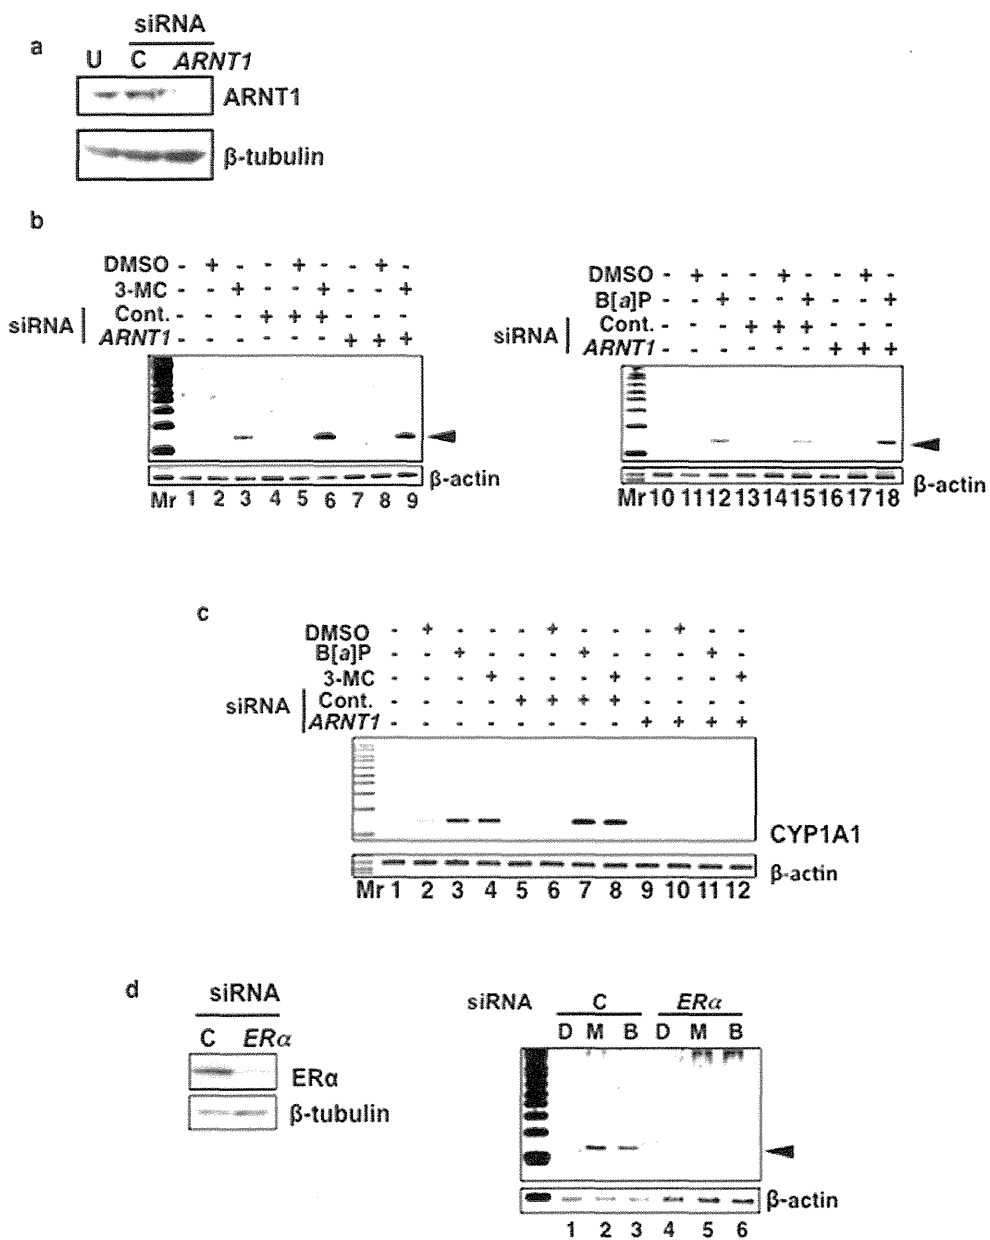 a
siRNA
U C ARNT1
ARNT1
β-tubulin
b
DMSO - + - - + - - + -
3-MC - - + - - + - - +
siRNA
Cont. - - - + + + - - -
ARNT1 - - - - - - + + +
β-actin
Mr 1 2 3 4 5 6 7 8 9
DMSO - + - - + - - + -
B[a]P - - + - - + - - +
siRNA
Cont. - - - + + + - - -
ARNT1 - - - - - - + + +
β-actin
Mr 10 11 12 13 14 15 16 17 18
c
DMSO - + - - - + - - - + - -
B[a]P - - + - - - + - - - + -
3-MC - - - + - - - + - - - +
siRNA
Cont. - - - - + + + + - - - -
ARNT1 - - - - - - - - + + + +
CYP1A1
β-actin
Mr 1 2 3 4 5 6 7 8 9 10 11 12
d
siRNA
C ERα
ERα
β-tubulin
siRNA C ERα
D M B D M B
β-actin
1 2 3 4 5 6